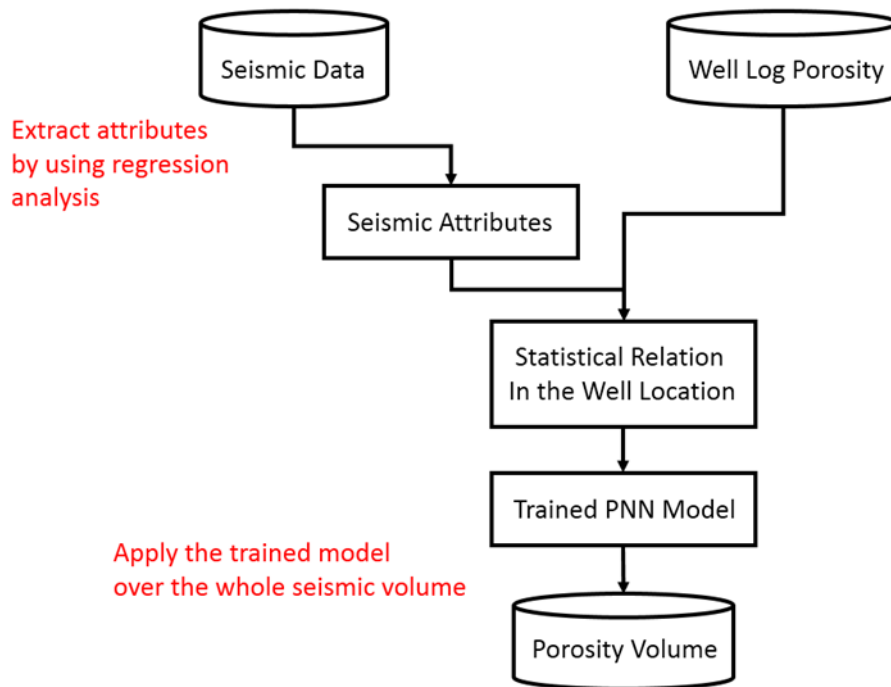 Seismic Data
Well Log Porosity
Extract attributes
by using regression
analysis
Seismic Attributes
Statistical Relation
In the Well Location
Trained PNN Model
Apply the trained model
over the whole seismic volume
Porosity Volume